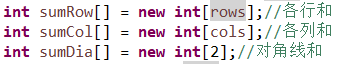 int sumRow[] = new int[rows];//各行和
int sumCol[] = new int[cols];//各列和
int sumDia[] = new int[2];//对角线和